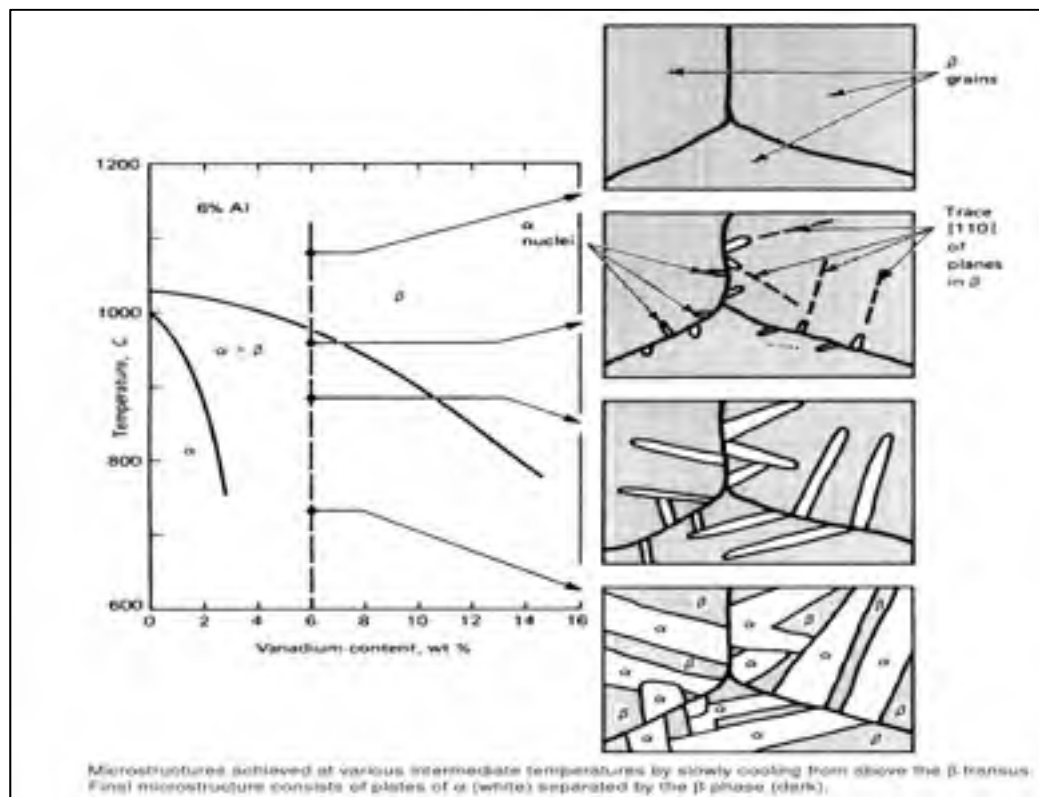 β
grains
1200
6% Al
α
nuclei
Trace
[110]
of
planes
in β
β
1000
Temperature, C
α + β
800
α
600
0 2 4 6 8 10 12 14 16
Vanadium content, wt %
β α β α β β α α
β α α α β β
Microstructures achieved at various intermediate temperatures by slowly cooling from above the β transus.
Final microstructure consists of plates of α (white) separated by the β phase (dark).